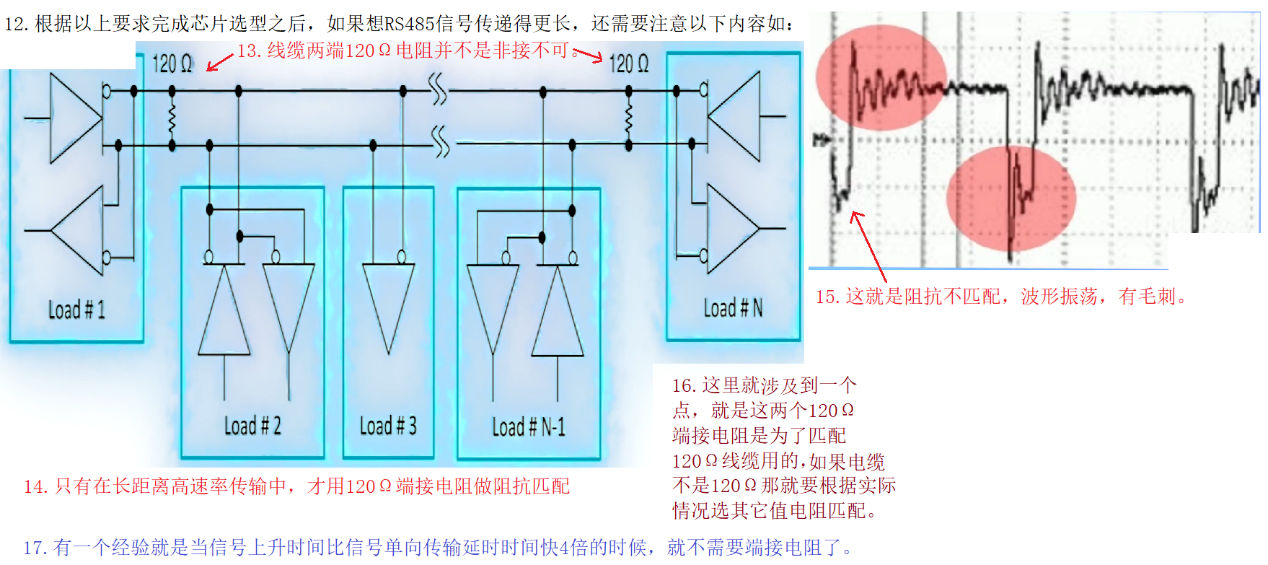 12.根据以上要求完成芯片选型之后，如果想RS485信号传递得更长，还需要注意以下内容如：
13.线缆两端120Ω电阻并不是非接不可。
120 Ω
120 Ω
Load # 1
Load # N
Load # 2
Load # 3
Load # N-1
15.这就是阻抗不匹配，波形振荡，有毛刺。
16.这里就涉及到一个
点，就是这两个120Ω
端接电阻是为了匹配
120Ω线缆用的,如果电缆
不是120Ω那就要根据实际
情况选其它值电阻匹配。
14.只有在长距离高速率传输中，才用120Ω端接电阻做阻抗匹配
17.有一个经验就是当信号上升时间比信号单向传输延时时间快4倍的时候，就不需要端接电阻了。